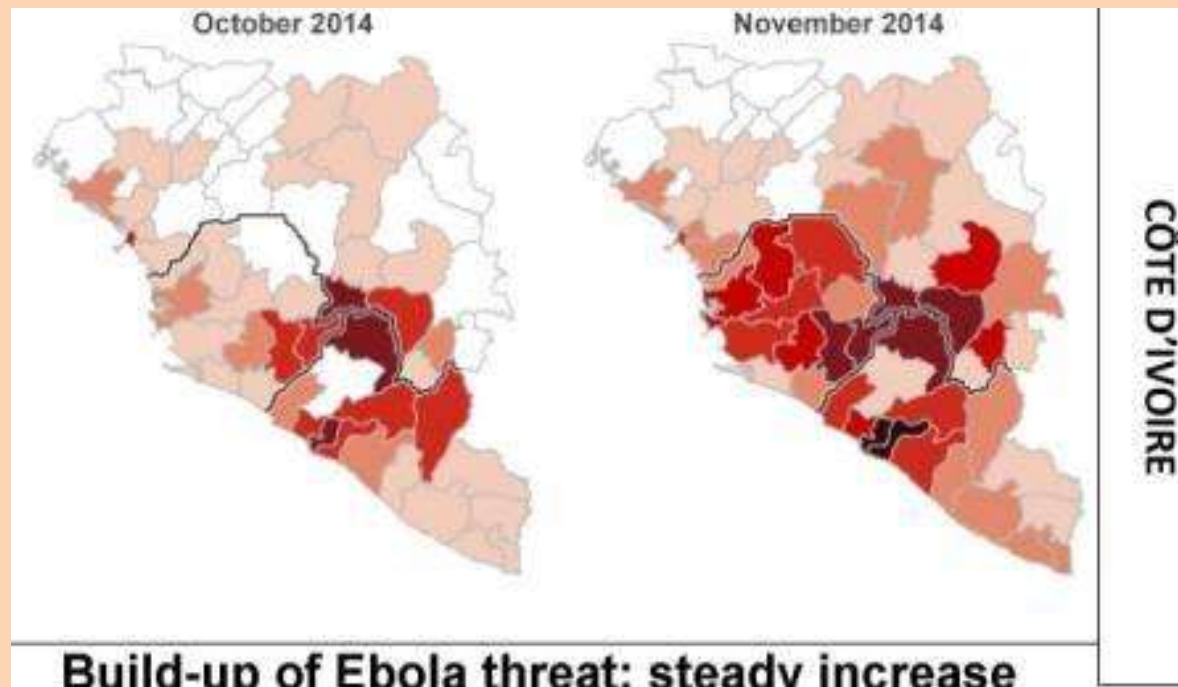 October 2014
November 2014
CÔTE D'IVOIRE
Build-up of Ebola threat: steady increase